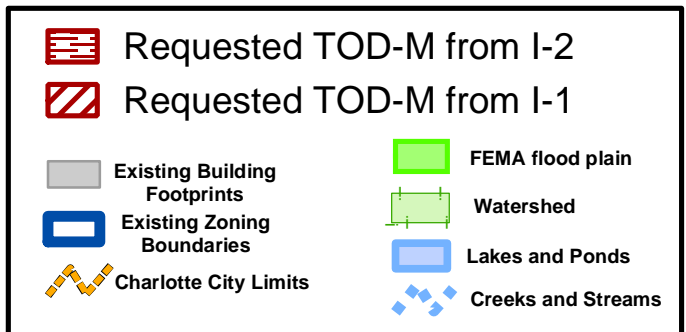 Requested TOD-M from I-2
Requested TOD-M from I-1
Existing Building
Footprints
Existing Zoning
Boundaries
Charlotte City Limits
FEMA flood plain
Watershed
Lakes and Ponds
Creeks and Streams